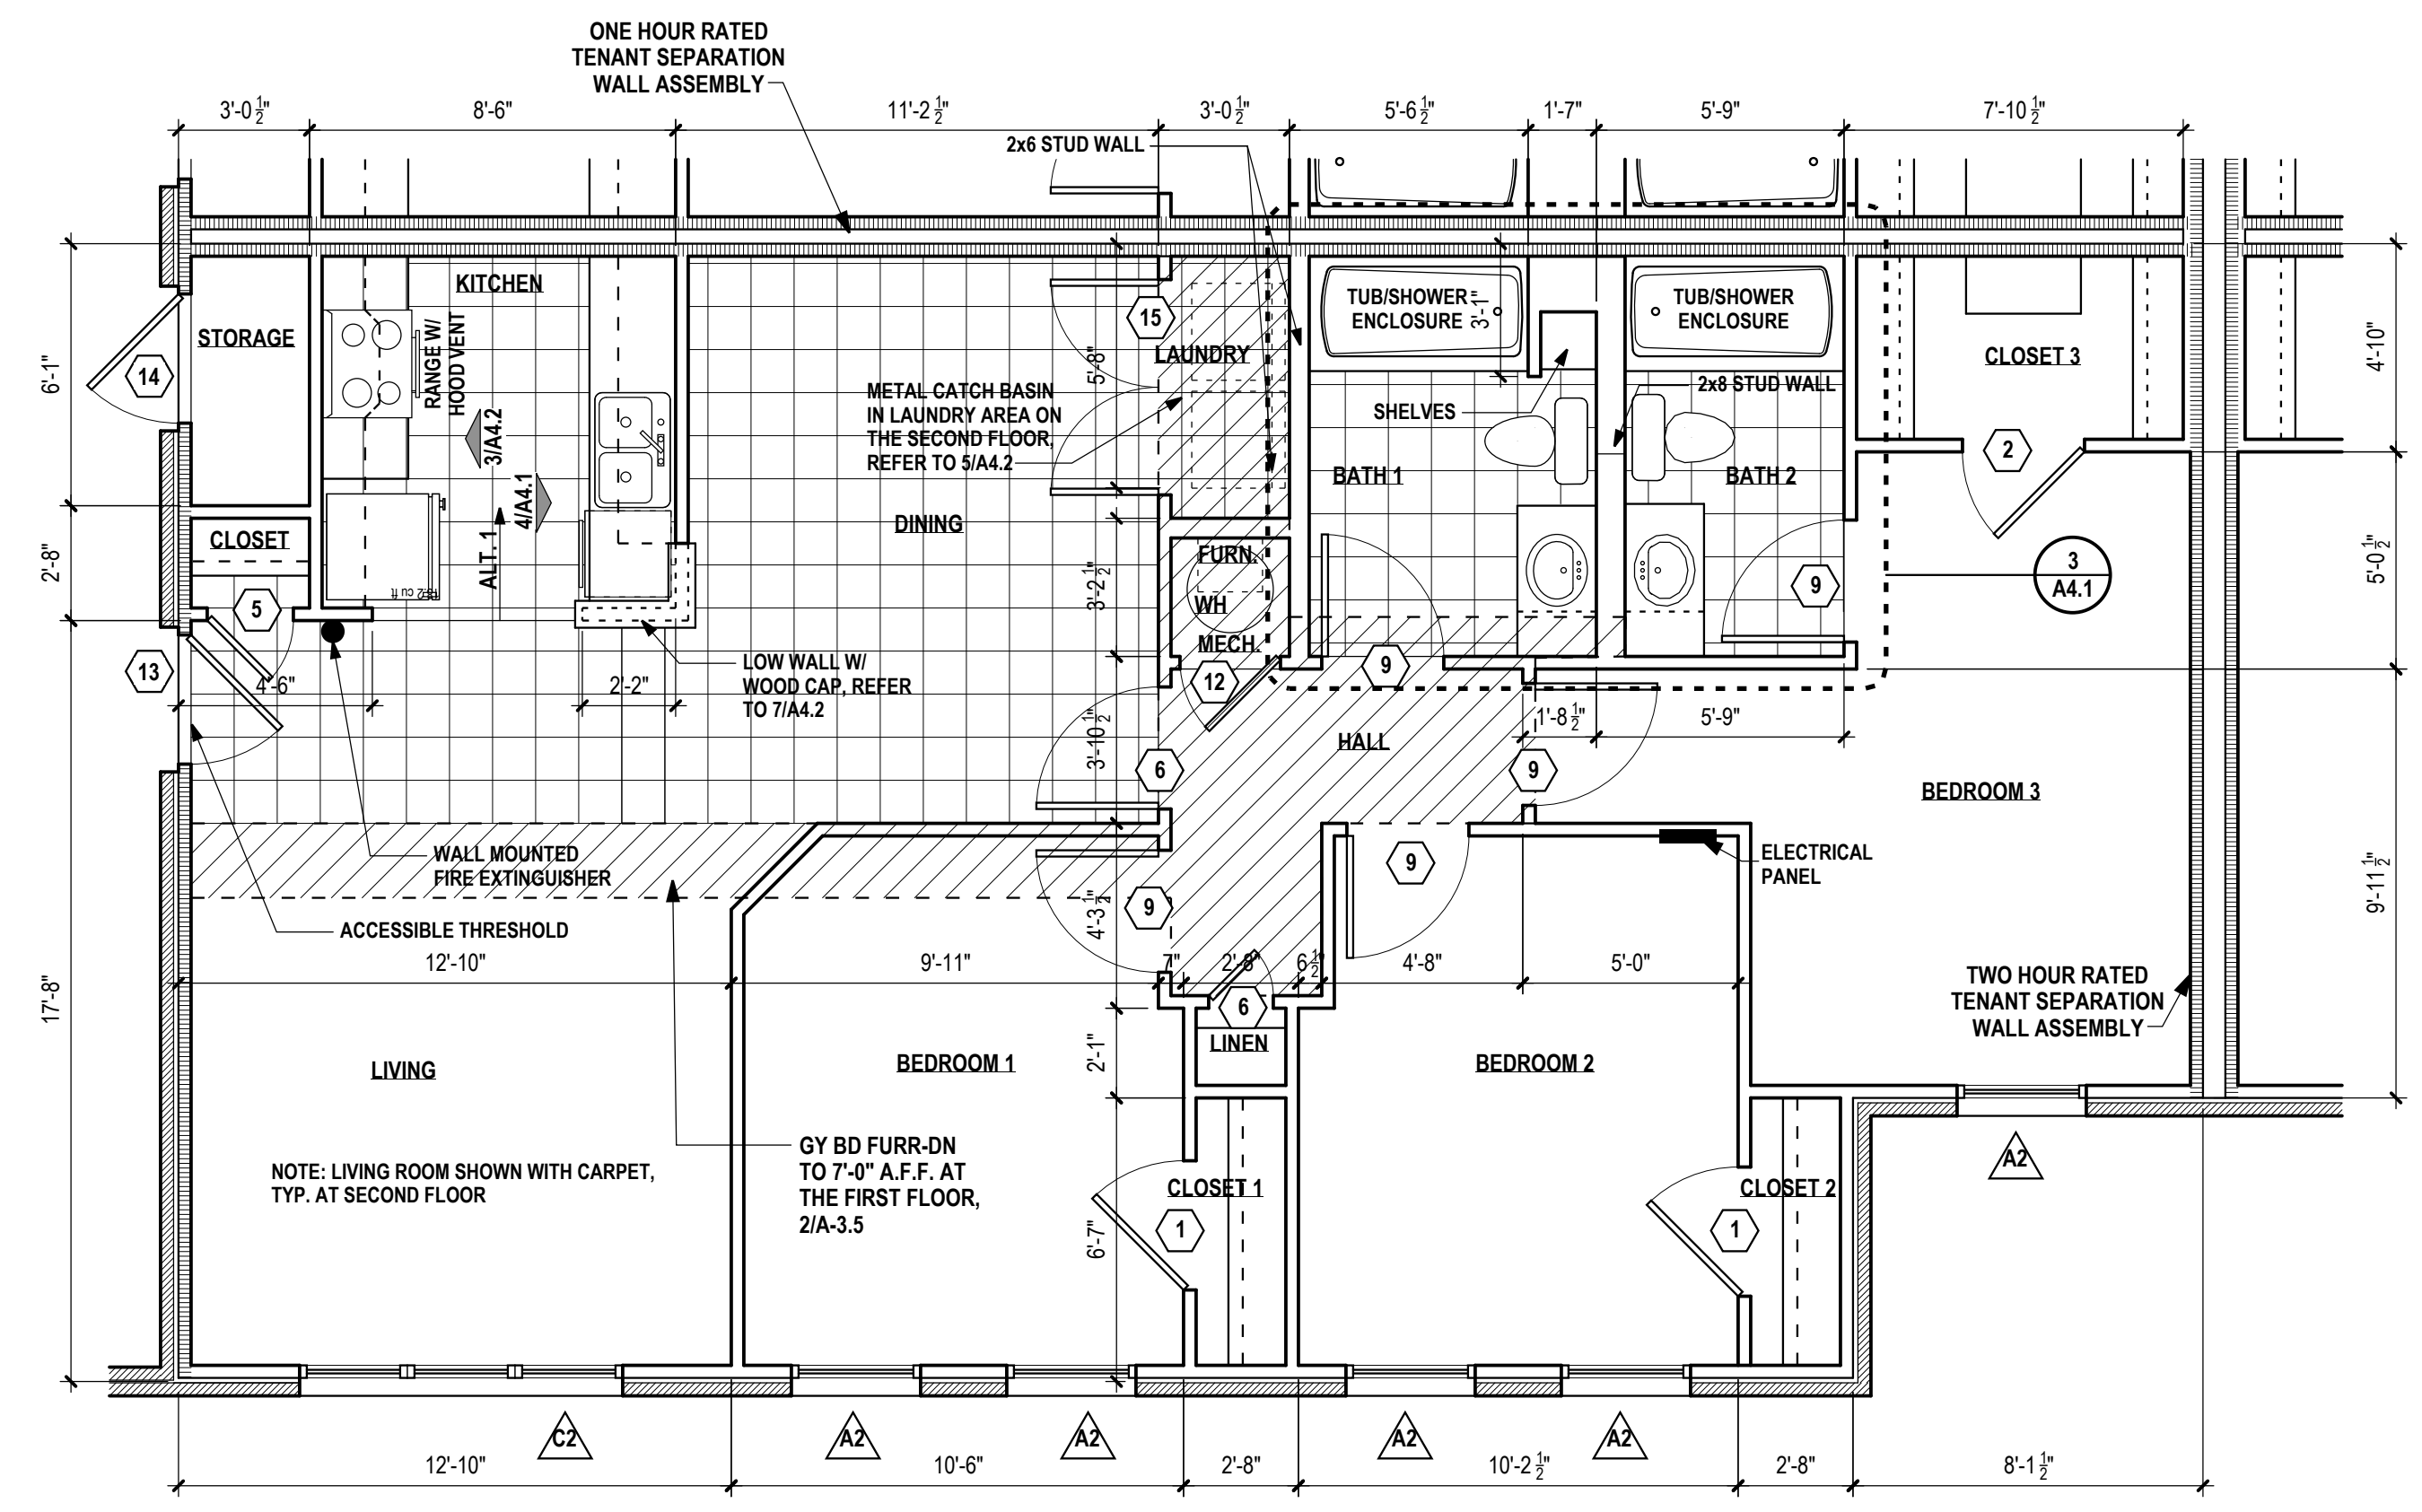 ONE HOUR RATED
TENANT SEPARATION
WALL ASSEMBLY
3'-0 1/2"
8'-6"
11'-2 1/2"
3'-0 1/2"
5'-6 1/2"
1'-7"
5'-9"
7'-10 1/2"
2x6 STUD WALL
KITCHEN
STORAGE
RANGE W/
HOOD VENT
14
6'-1"
3/A4.2
4/A4.1
ALT. 1
CLOSET
5
2'-8"
13
4'-6"
2'-2"
15
LAUNDRY
5'-8"
METAL CATCH BASIN
IN LAUNDRY AREA ON
THE SECOND FLOOR,
REFER TO 5/A4.2
DINING
TUB/SHOWER
ENCLOSURE
3'-1"
TUB/SHOWER
ENCLOSURE
SHELVES
2x8 STUD WALL
BATH 1
BATH 2
CLOSET 3
2
4'-10"
3
A4.1
5'-0 1/2"
9
FURN.
WH
MECH.
12
3'-2 1/2"
9
LOW WALL W/
WOOD CAP, REFER
TO 7/A4.2
3'-10 1/2"
6
HALL
1'-8 1/2"
5'-9"
9
BEDROOM 3
WALL MOUNTED
FIRE EXTINGUISHER
ACCESSIBLE THRESHOLD
9
4'-3 1/2"
9
ELECTRICAL
PANEL
9'-11 1/2"
12'-10"
9'-11"
7"
2'-8"
6 1/2"
4'-8"
5'-0"
17'-8"
6
LINEN
TWO HOUR RATED
TENANT SEPARATION
WALL ASSEMBLY
LIVING
BEDROOM 1
2'-1"
BEDROOM 2
NOTE: LIVING ROOM SHOWN WITH CARPET,
TYP. AT SECOND FLOOR
GY BD FURR-DN
TO 7'-0" A.F.F. AT
THE FIRST FLOOR,
2/A-3.5
6'-7"
CLOSET 1
1
CLOSET 2
1
A2
C2
A2
A2
A2
A2
12'-10"
10'-6"
2'-8"
10'-2 1/2"
2'-8"
8'-1 1/2"